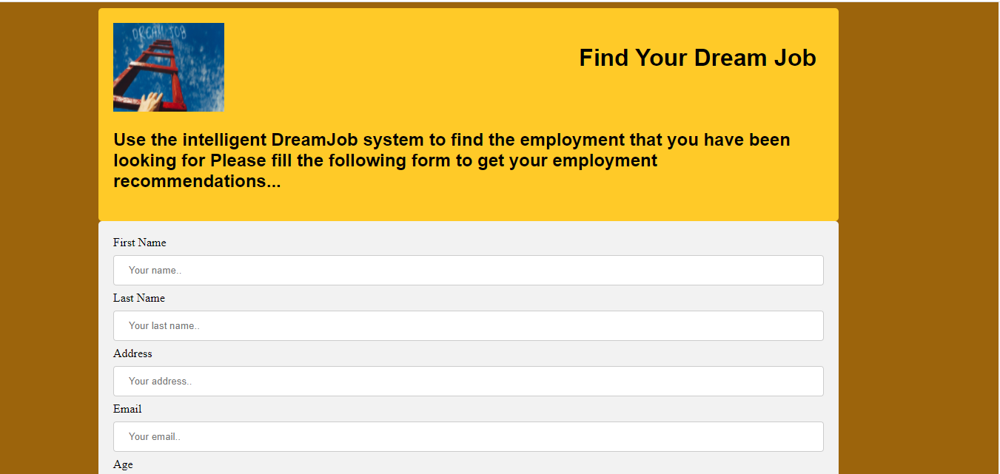 DREAM JOB
Find Your Dream Job
Use the intelligent DreamJob system to find the employment that you have been
looking for Please fill the following form to get your employment
recommendations...
First Name
Your name..
Last Name
Your last name..
Address
Your address..
Email
Your email..
Age